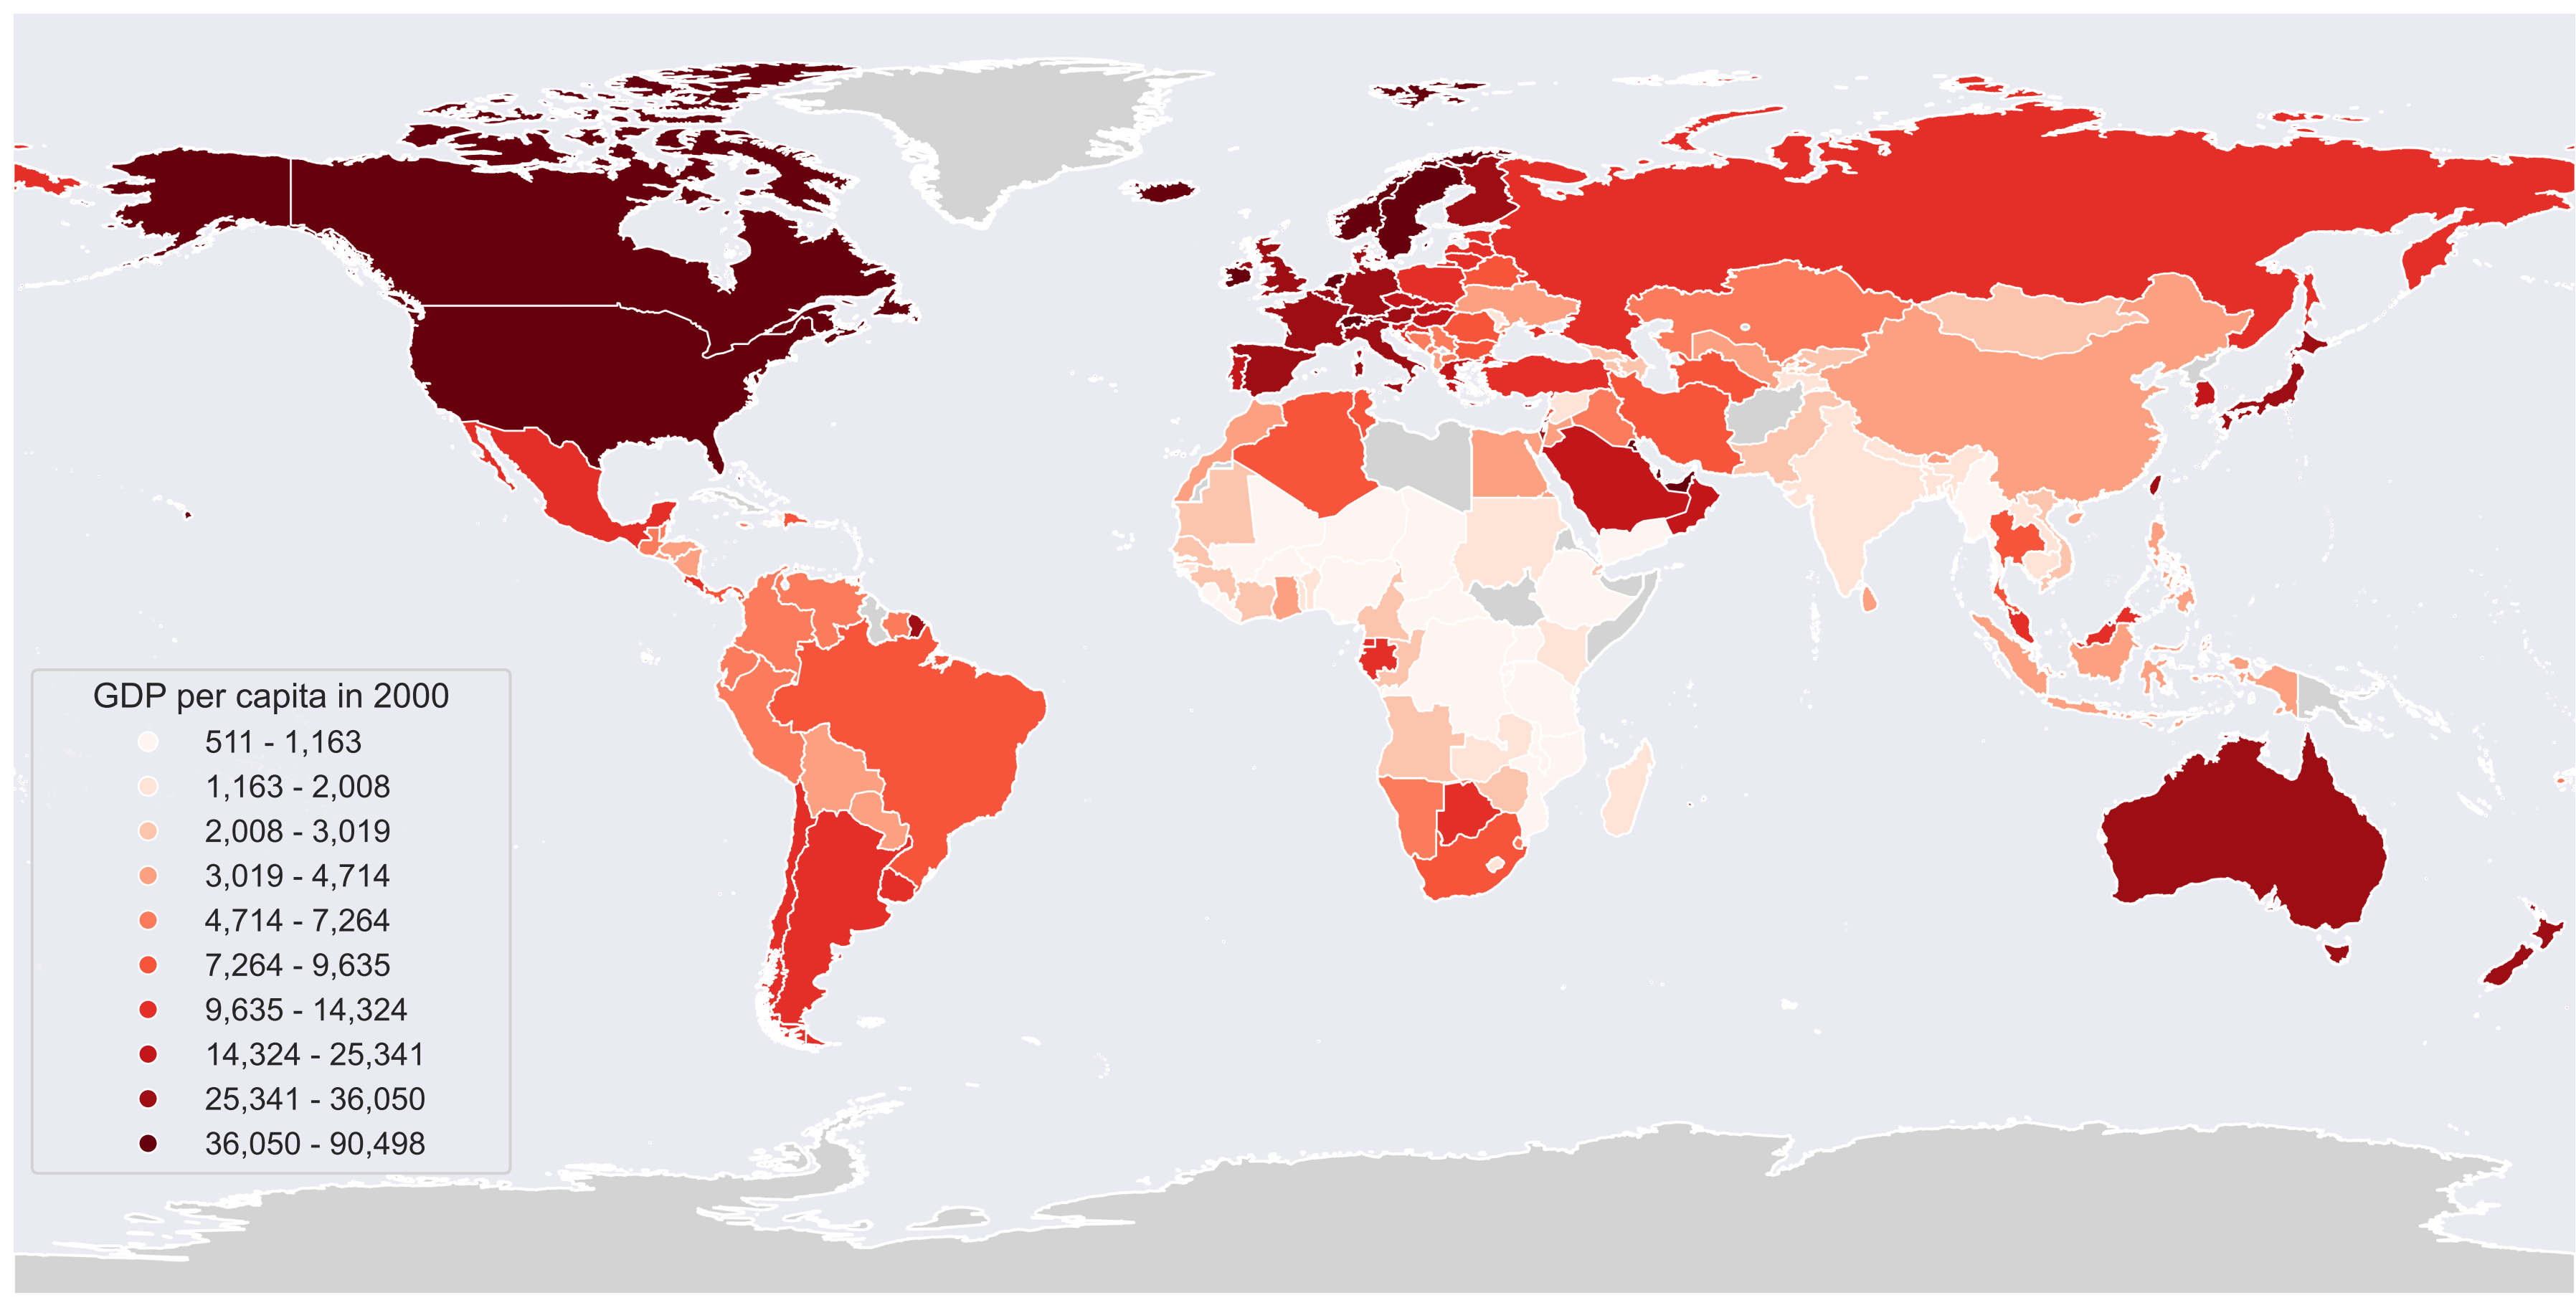 GDP per capita in 2000
511 - 1,163
1,163 - 2,008
2,008 - 3,019
3,019 - 4,714
4,714 - 7,264
7,264 - 9,635
9,635 - 14,324
14,324 - 25,341
25,341 - 36,050
36,050 - 90,498